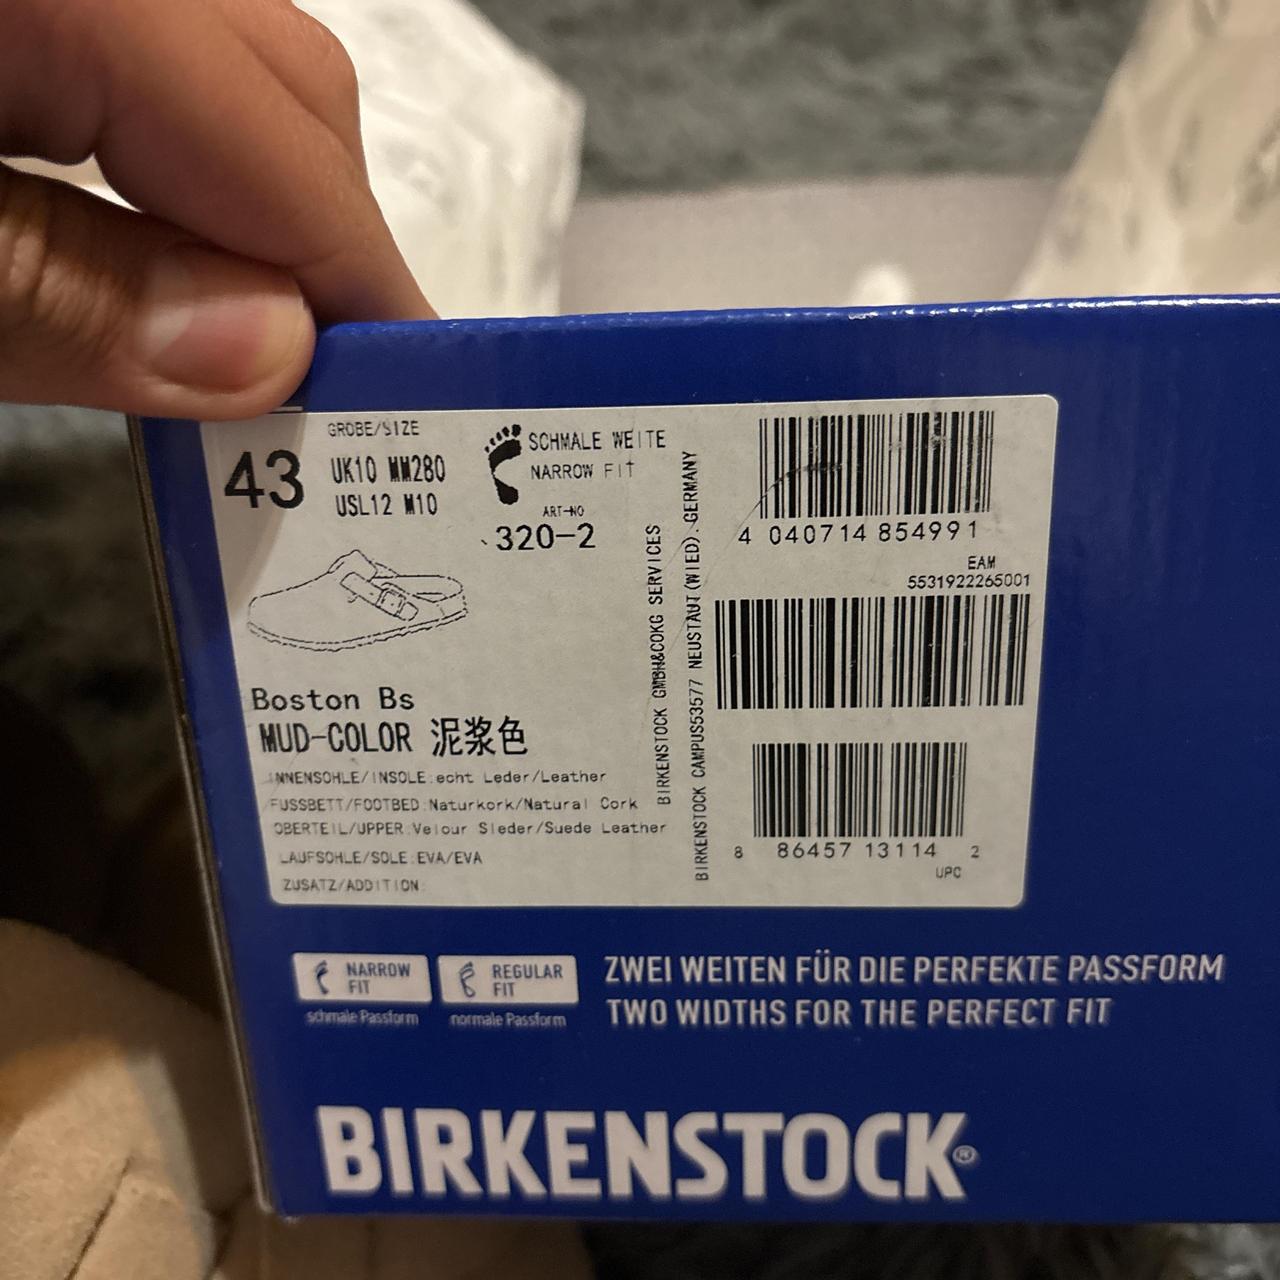 GROBE/SIZE
43
UK10 MM280
USL12 M10
SCHMALE WEITE
NARROW FIT
ART-NO
320-2
Boston Bs
MUD-COLOR 泥浆色
INNENSOHLE/INSOLE:echt Leder/Leather
FUSSBETT/FOOTBED:Naturkork/Natural Cork
OBERTEIL/UPPER:Velour Sleder/Suede Leather
LAUFSOHLE/SOLE:EVA/EVA
ZUSATZ/ADDITION:
BIRKENSTOCK GMBH&COKG SERVICES
BIRKENSTOCK CAMPUS53577 NEUSTAUT(WIED).GERMANY
4 040714 854991
EAM
5531922265001
8 86457 13114 2
UPC
NARROW
FIT
schmale Passform
REGULAR
FIT
normale Passform
ZWEI WEITEN FÜR DIE PERFEKTE PASSFORM
TWO WIDTHS FOR THE PERFECT FIT
BIRKENSTOCK®